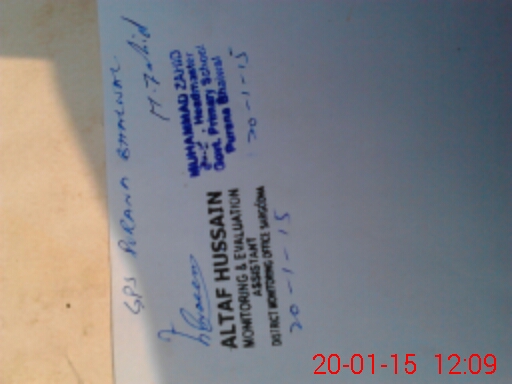 GPS PURANA BHALWAL
M. Zahid
MUHAMMAD ZAHID
Headmaster
Govt. Primary School
Purana Bhalwal
20-1-15
ALTAF HUSSAIN
MONITORING & EVALUATION
ASSISTANT
DISTRICT MONITORING OFFICE SARGODHA
20-1-15
20-01-15 12:09